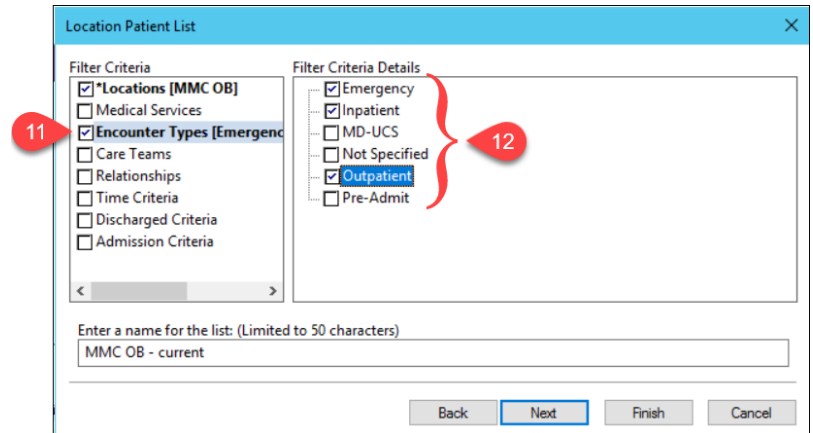 Location Patient List
Filter Criteria
*Locations [MMC OB]
Medical Services
Encounter Types [Emergenc
Care Teams
Relationships
Time Criteria
Discharged Criteria
Admission Criteria
11
Filter Criteria Details
Emergency
Inpatient
MD-UCS
Not Specified
Outpatient
Pre-Admit
12
Enter a name for the list: (Limited to 50 characters)
MMC OB - current
Back Next Finish Cancel